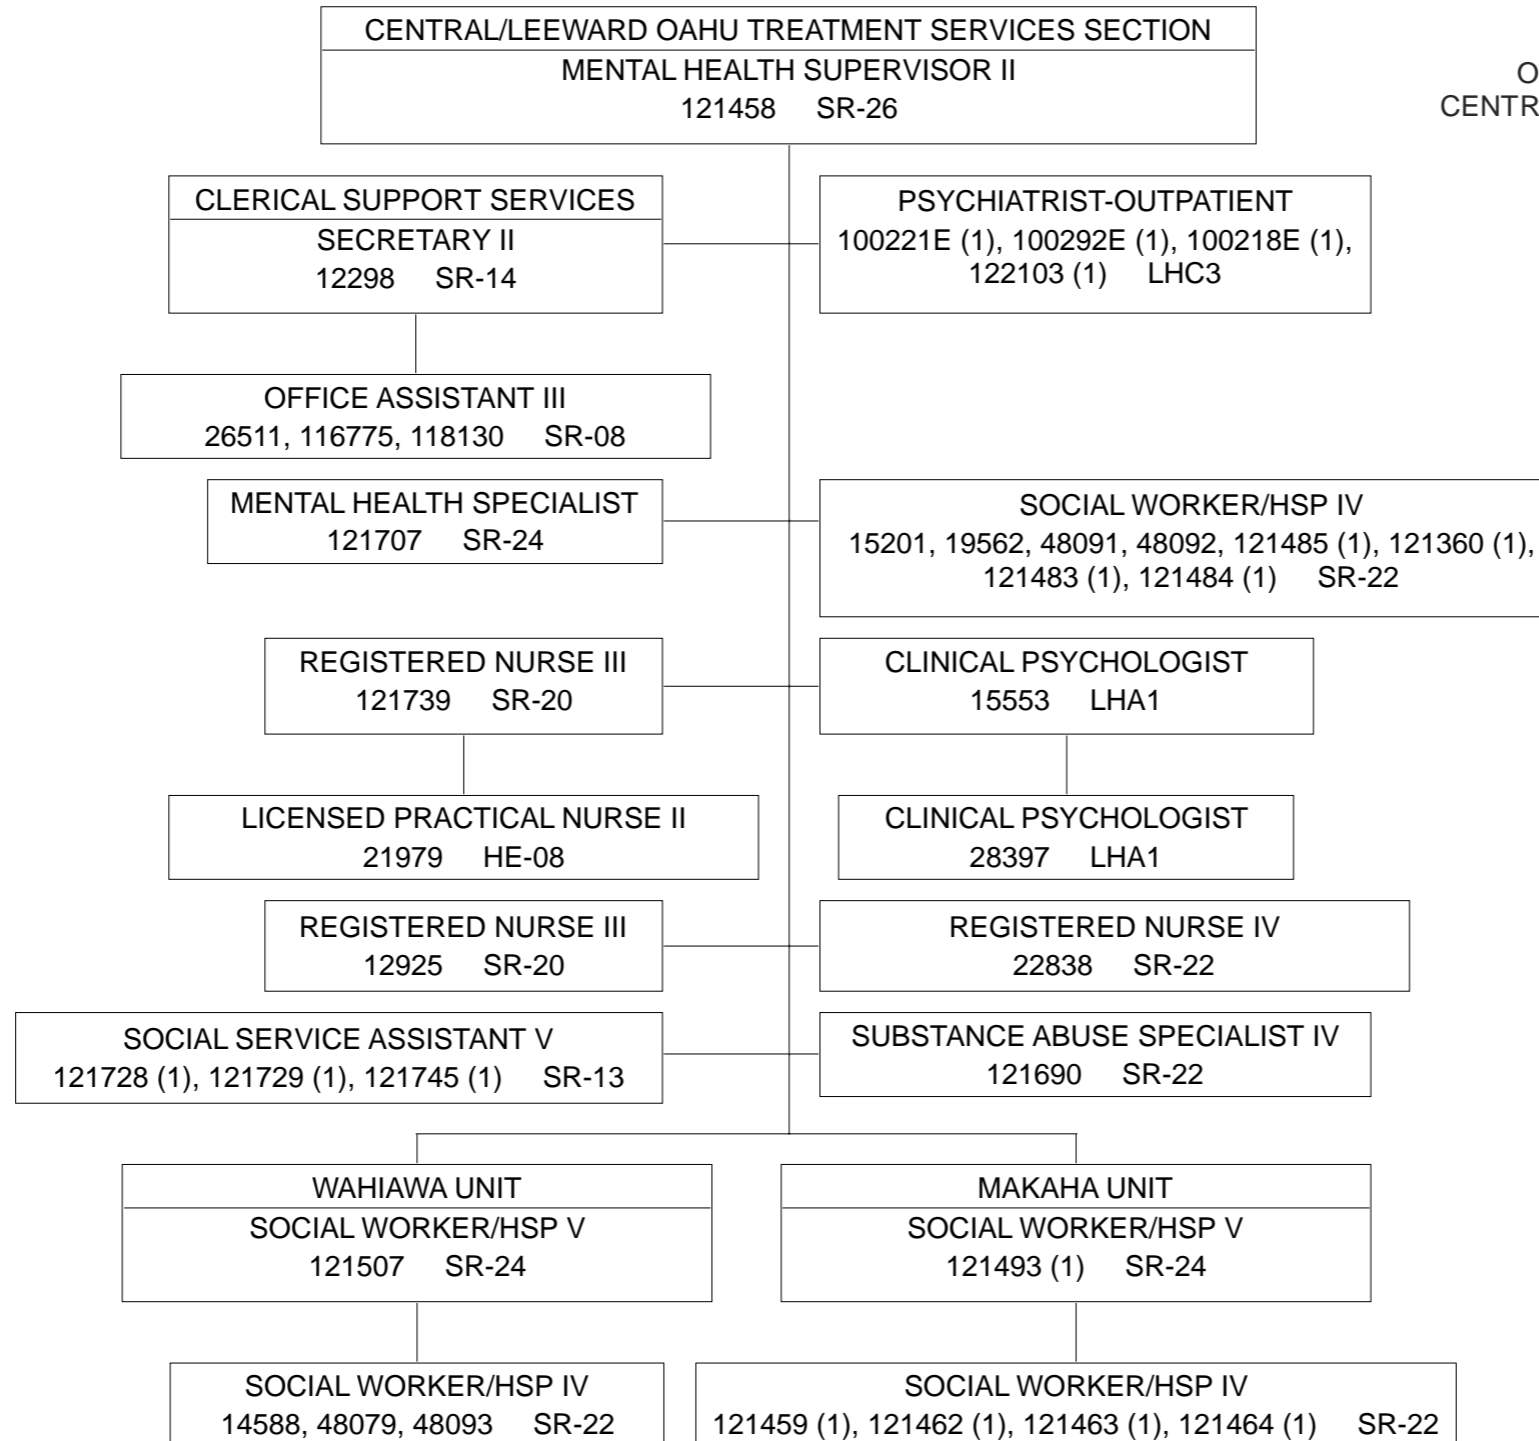 CENTRAL/LEEWARD OAHU TREATMENT SERVICES SECTION
MENTAL HEALTH SUPERVISOR II
121458 SR-26
O
CENTR
CLERICAL SUPPORT SERVICES
SECRETARY II
12298 SR-14
PSYCHIATRIST-OUTPATIENT
100221E (1), 100292E (1), 100218E (1),
122103 (1) LHC3
OFFICE ASSISTANT III
26511, 116775, 118130 SR-08
MENTAL HEALTH SPECIALIST
121707 SR-24
SOCIAL WORKER/HSP IV
15201, 19562, 48091, 48092, 121485 (1), 121360 (1),
121483 (1), 121484 (1) SR-22
REGISTERED NURSE III
121739 SR-20
CLINICAL PSYCHOLOGIST
15553 LHA1
LICENSED PRACTICAL NURSE II
21979 HE-08
CLINICAL PSYCHOLOGIST
28397 LHA1
REGISTERED NURSE III
12925 SR-20
REGISTERED NURSE IV
22838 SR-22
SOCIAL SERVICE ASSISTANT V
121728 (1), 121729 (1), 121745 (1) SR-13
SUBSTANCE ABUSE SPECIALIST IV
121690 SR-22
WAHIAWA UNIT
SOCIAL WORKER/HSP V
121507 SR-24
MAKAHA UNIT
SOCIAL WORKER/HSP V
121493 (1) SR-24
SOCIAL WORKER/HSP IV
14588, 48079, 48093 SR-22
SOCIAL WORKER/HSP IV
121459 (1), 121462 (1), 121463 (1), 121464 (1) SR-22